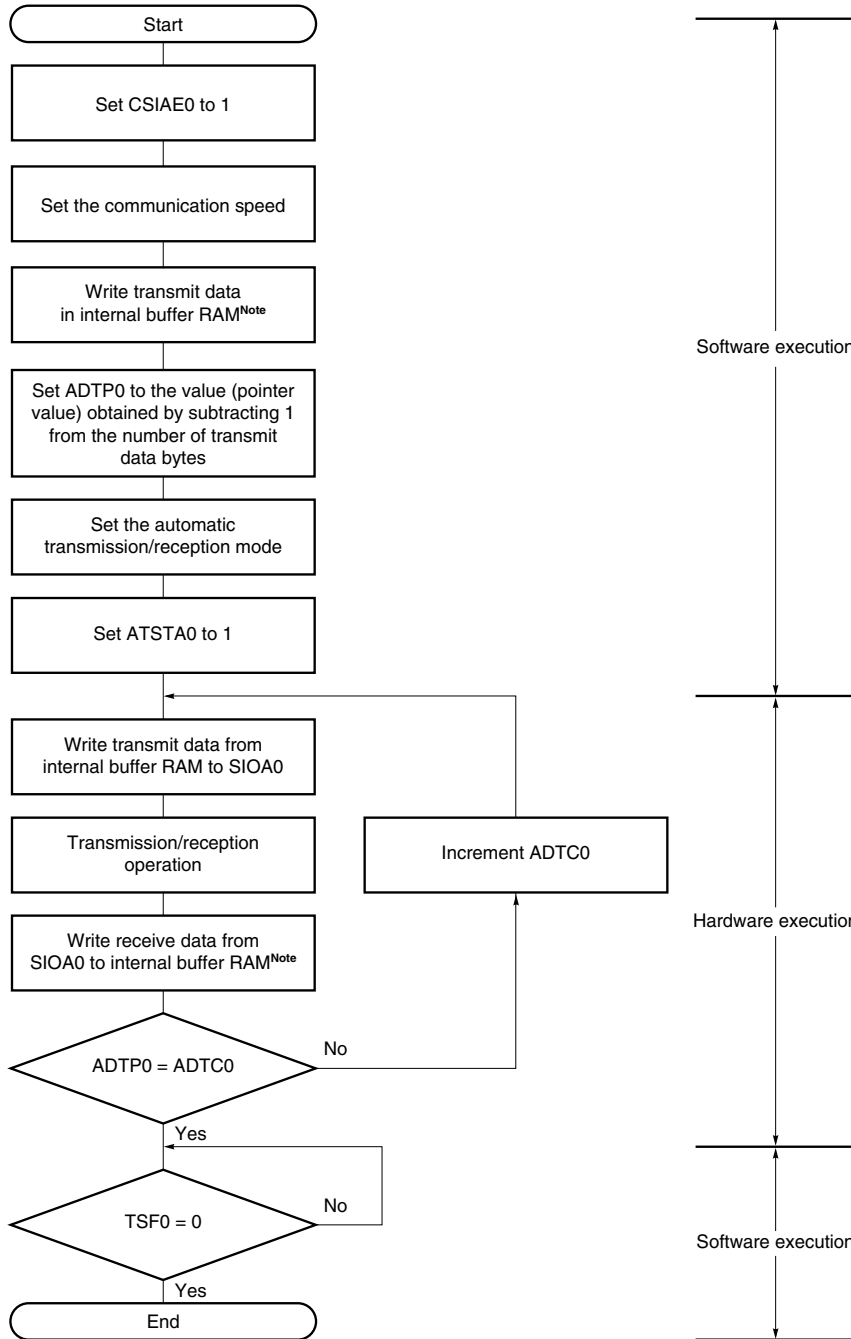 Start
Set CSIAE0 to 1
Set the communication speed
Write transmit data
in internal buffer RAMNote
Software execution
Set ADTP0 to the value (pointer
value) obtained by subtracting 1
from the number of transmit
data bytes
Set the automatic
transmission/reception mode
Set ATSTA0 to 1
Write transmit data from
internal buffer RAM to SIOA0
Transmission/reception
operation
Increment ADTC0
Hardware execution
Write receive data from
SIOA0 to internal buffer RAMNote
ADTP0 = ADTC0
No
Yes
TSF0 = 0
No
Software execution
Yes
End